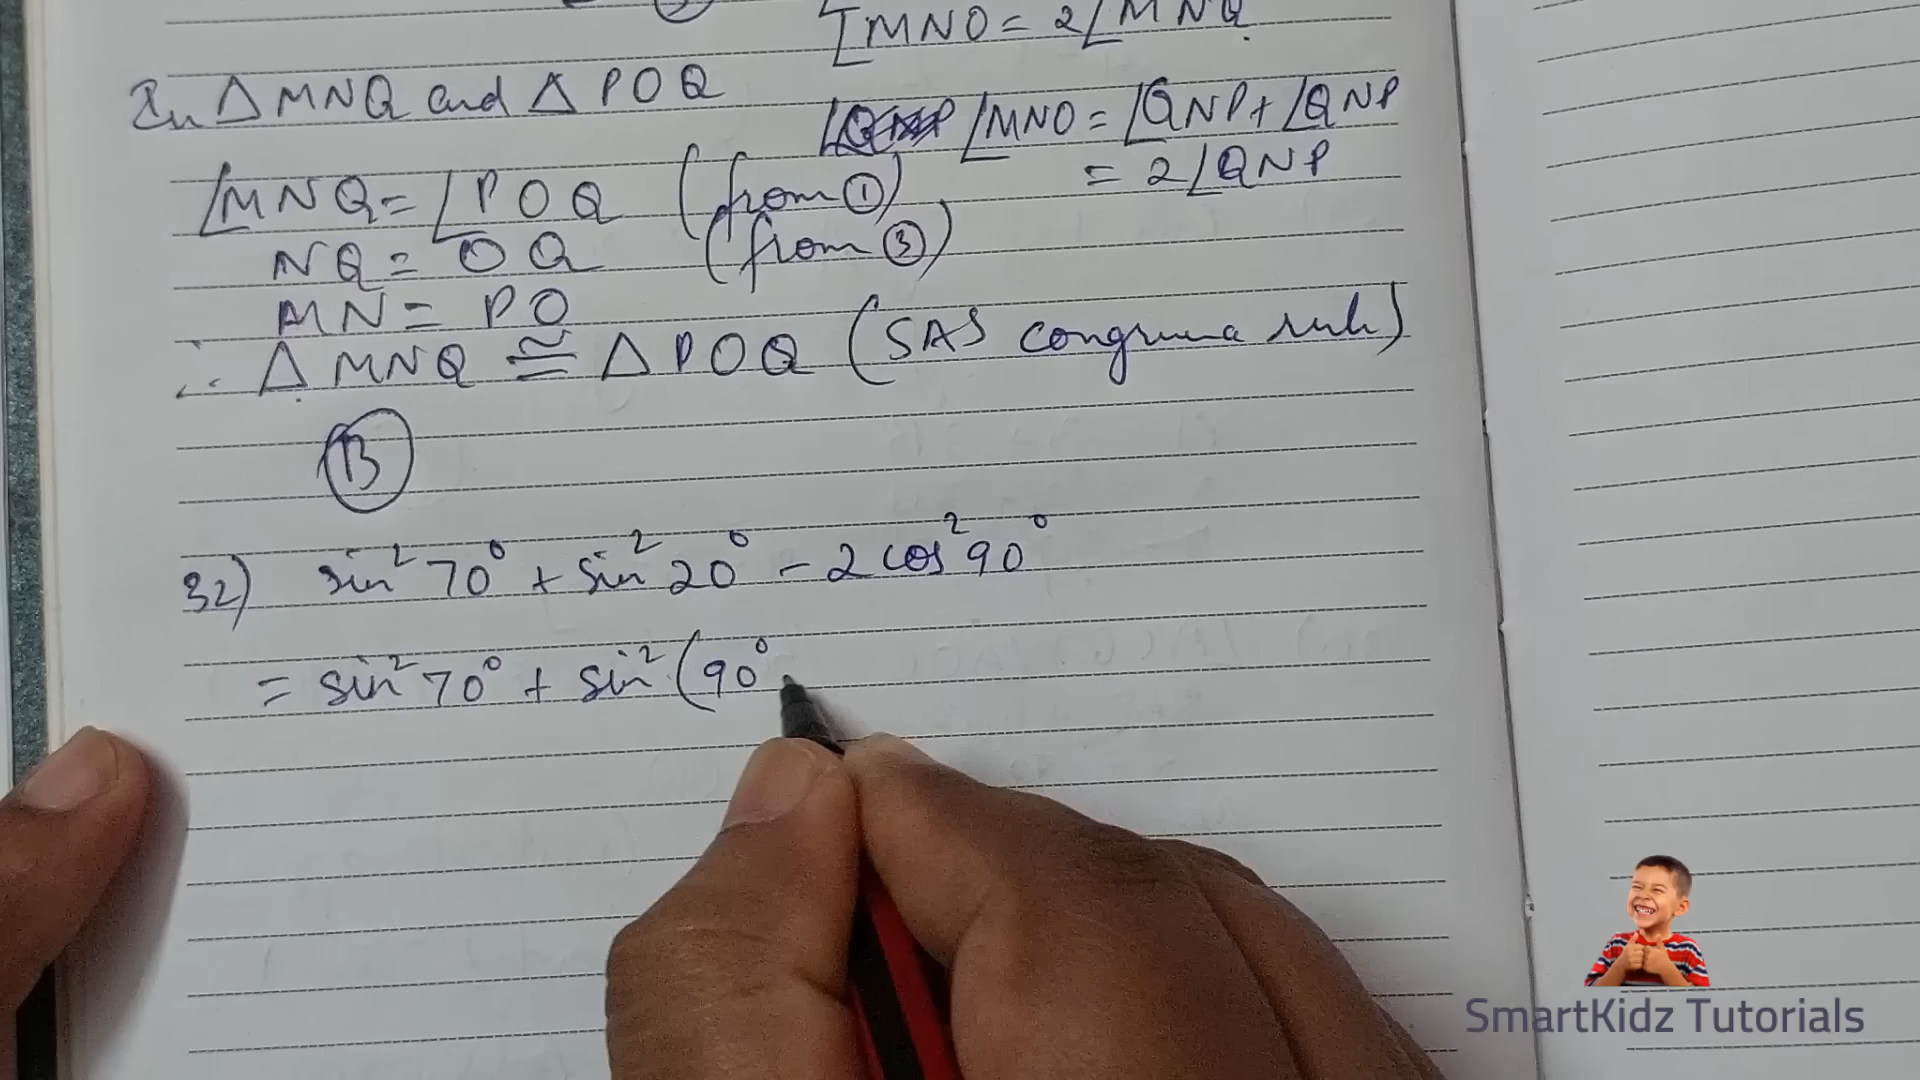 ∠MNO = 2∠MNQ
In △MNQ and △POQ
∠MNO = ∠QNP + ∠QNP
= 2∠QNP
∠MNQ = ∠POQ (from ①)
NQ = OQ (from ③)
MN = PO
∴ △MNQ ≅ △POQ (SAS congruence rule)
B
32) sin²70° + sin²20° - 2cos²90°
= sin²70° + sin²(90°
SmartKidz Tutorials